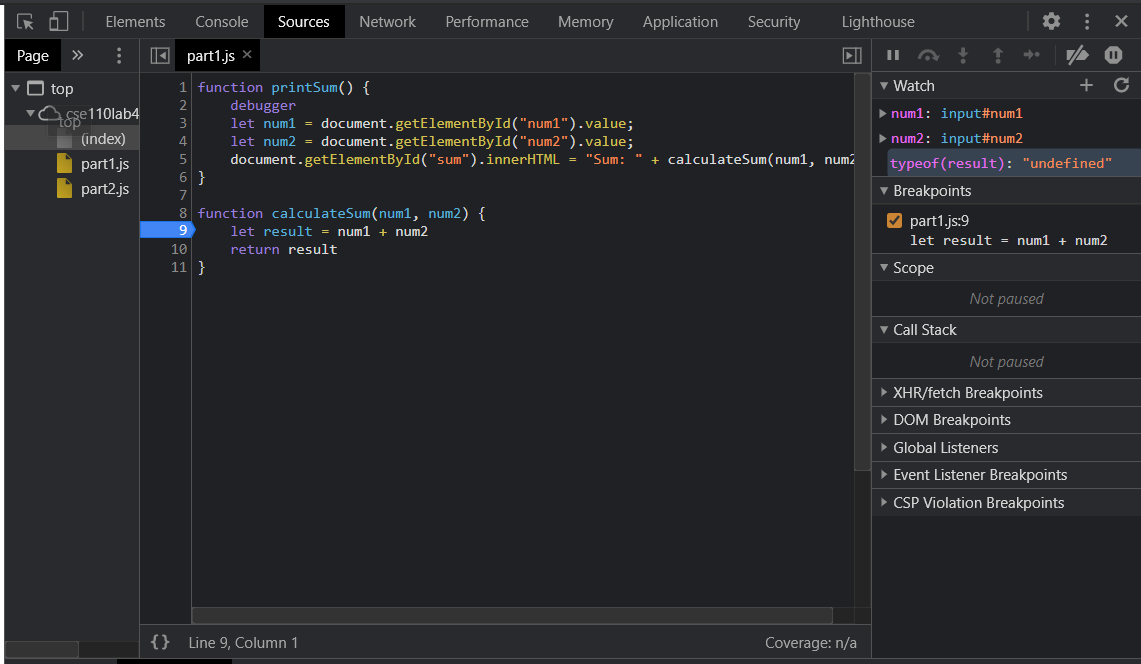 Elements Console Sources Network Performance Memory Application Security Lighthouse
Page
part1.js
top
cse110lab4
top
(index)
part1.js
part2.js
1 function printSum() {
2 debugger
3 let num1 = document.getElementById("num1").value;
4 let num2 = document.getElementById("num2").value;
5 document.getElementById("sum").innerHTML = "Sum: " + calculateSum(num1, num2
6 }
7
8 function calculateSum(num1, num2) {
9 let result = num1 + num2
10 return result
11 }
{} Line 9, Column 1 Coverage: n/a
Watch
num1: input#num1
num2: input#num2
typeof(result): "undefined"
Breakpoints
part1.js:9
let result = num1 + num2
Scope
Not paused
Call Stack
Not paused
XHR/fetch Breakpoints
DOM Breakpoints
Global Listeners
Event Listener Breakpoints
CSP Violation Breakpoints